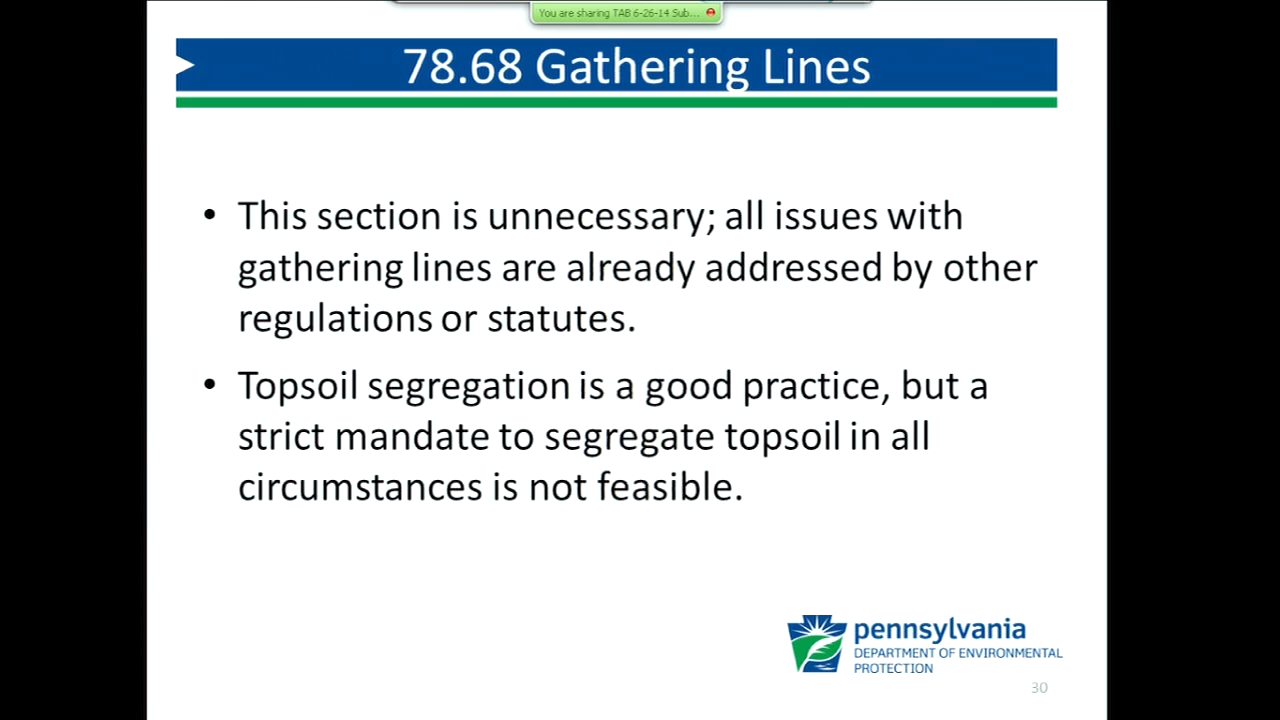 You are sharing TAB 6-26-14 Sub...
78.68 Gathering Lines
• This section is unnecessary; all issues with
gathering lines are already addressed by other
regulations or statutes.
• Topsoil segregation is a good practice, but a
strict mandate to segregate topsoil in all
circumstances is not feasible.
pennsylvania
DEPARTMENT OF ENVIRONMENTAL
PROTECTION
30